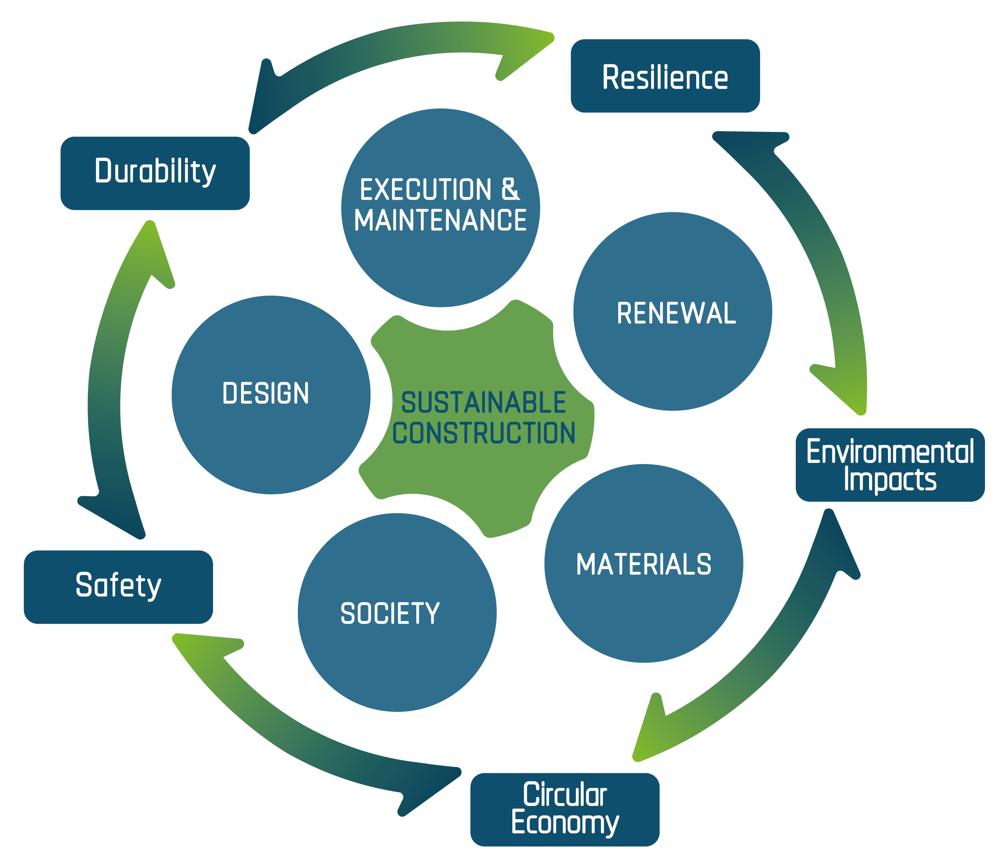 Resilience
Durability
EXECUTION &
MAINTENANCE
RENEWAL
DESIGN
SUSTAINABLE
CONSTRUCTION
Environmental
Impacts
MATERIALS
Safety
SOCIETY
Circular
Economy